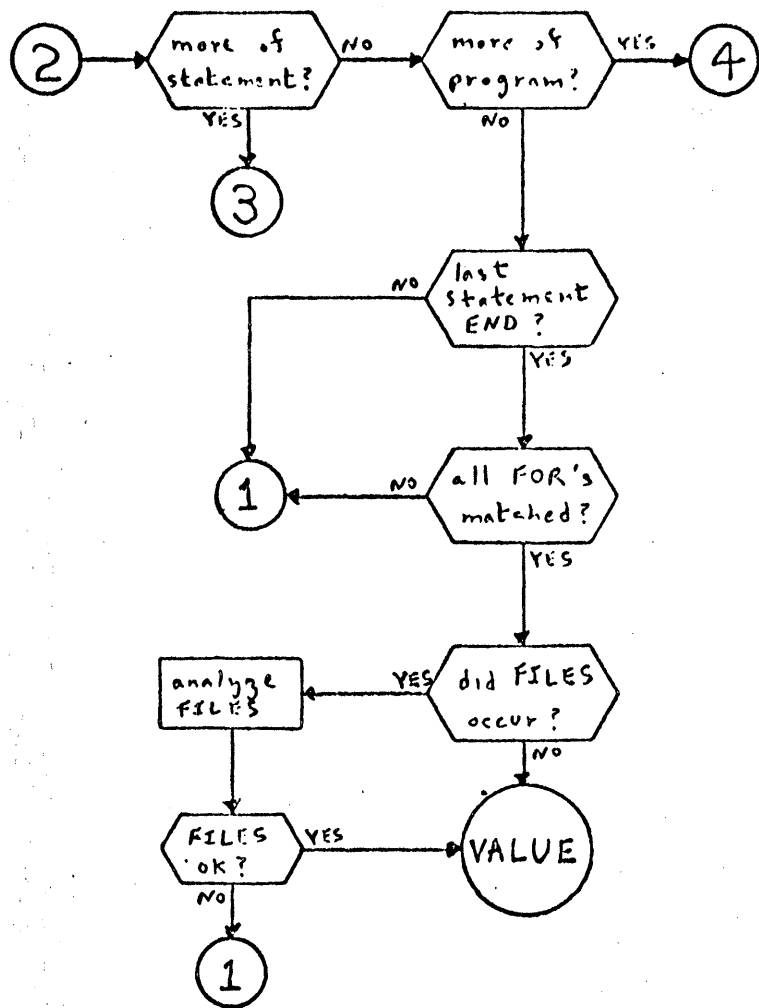 2
more of
statement?
NO
more of
program?
YES
4
YES
3
NO
last
statement
END ?
NO
YES
1
all FOR's
matched?
NO
YES
did FILES
occur?
YES
analyze
FILES
NO
FILES
OK?
YES
VALUE
NO
1